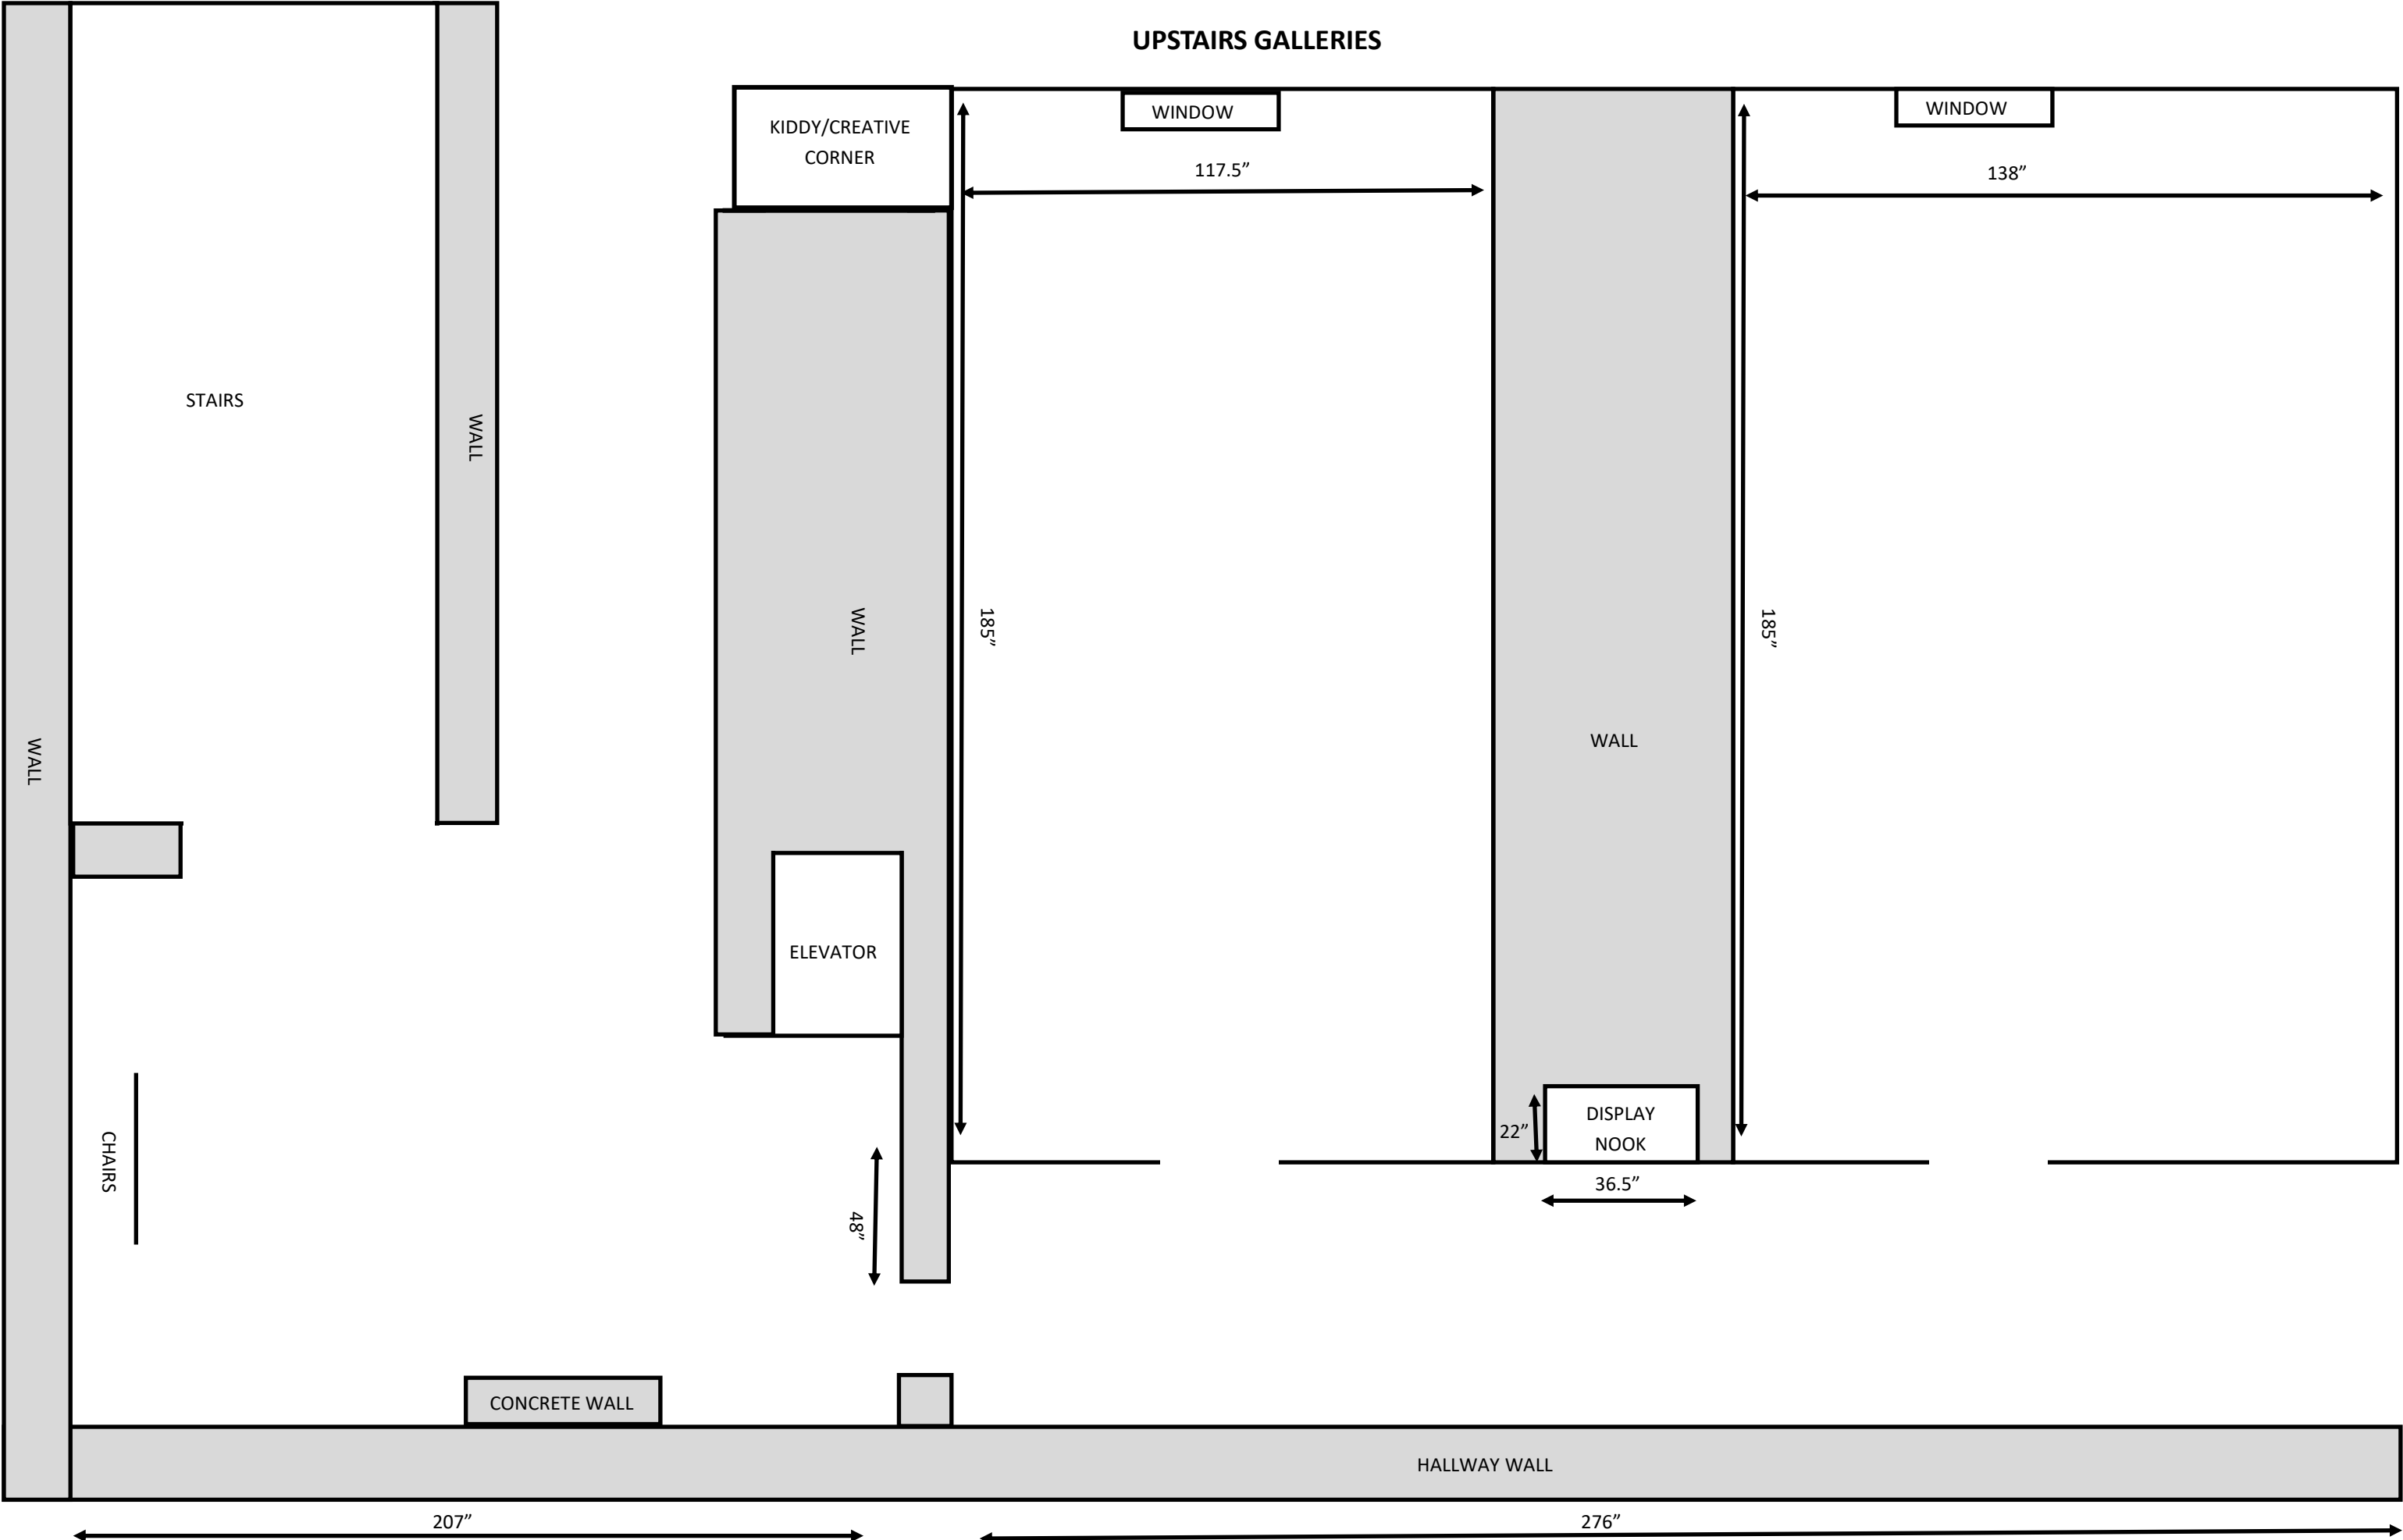 UPSTAIRS GALLERIES
KIDDY/CREATIVE
CORNER
WINDOW
WINDOW
117.5”
138”
STAIRS
WALL
WALL
185”
185”
WALL
WALL
ELEVATOR
DISPLAY
NOOK
22”
CHAIRS
36.5”
48”
CONCRETE WALL
HALLWAY WALL
207”
276”